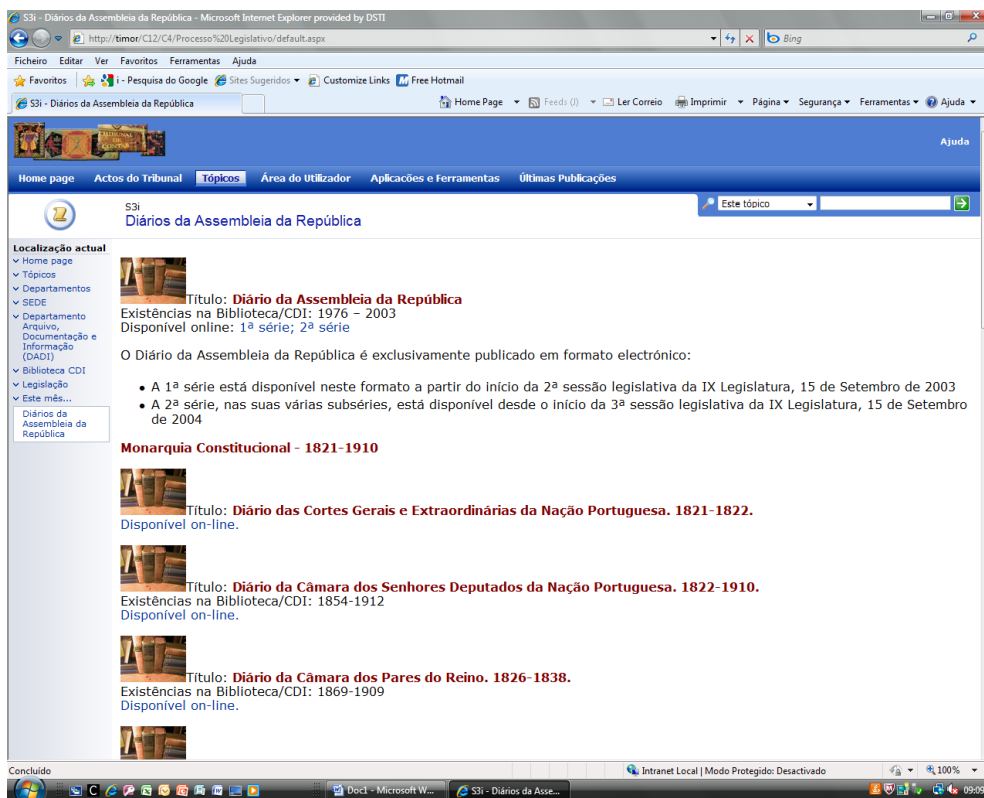 S3i - Diários da Assembleia da República - Microsoft Internet Explorer provided by DSTI
http://timor/C12/C4/Processo%20Legislativo/default.aspx
Bing
Ficheiro Editar Ver Favoritos Ferramentas Ajuda
Favoritos i - Pesquisa do Google Sites Sugeridos Customize Links Free Hotmail
S3i - Diários da Assembleia da República
Home Page Feeds (J) Ler Correio Imprimir Página Segurança Ferramentas Ajuda
TRIBUNAL
DE
CONTAS
Ajuda
Home page Actos do Tribunal Tópicos Área do Utilizador Aplicacões e Ferramentas Últimas Publicações
S3i
Diários da Assembleia da República
Este tópico
Localização actual
Home page
Tópicos
Departamentos
SEDE
Departamento
Arquivo,
Documentação e
Informação
(DADI)
Biblioteca CDI
Legislação
Este mês...
Diários da
Assembleia da
República
Título: Diário da Assembleia da República
Existências na Biblioteca/CDI: 1976 – 2003
Disponível online: 1ª série; 2ª série
O Diário da Assembleia da República é exclusivamente publicado em formato electrónico:
• A 1ª série está disponível neste formato a partir do início da 2ª sessão legislativa da IX Legislatura, 15 de Setembro de 2003
• A 2ª série, nas suas várias subséries, está disponível desde o início da 3ª sessão legislativa da IX Legislatura, 15 de Setembro
de 2004
Monarquia Constitucional - 1821-1910
Título: Diário das Cortes Gerais e Extraordinárias da Nação Portuguesa. 1821-1822.
Disponível on-line.
Título: Diário da Câmara dos Senhores Deputados da Nação Portuguesa. 1822-1910.
Existências na Biblioteca/CDI: 1854-1912
Disponível on-line.
Título: Diário da Câmara dos Pares do Reino. 1826-1838.
Existências na Biblioteca/CDI: 1869-1909
Disponível on-line.
Concluído
Intranet Local | Modo Protegido: Desactivado
100%
Doc1 - Microsoft W...
S3i - Diários da Asse...
09:09